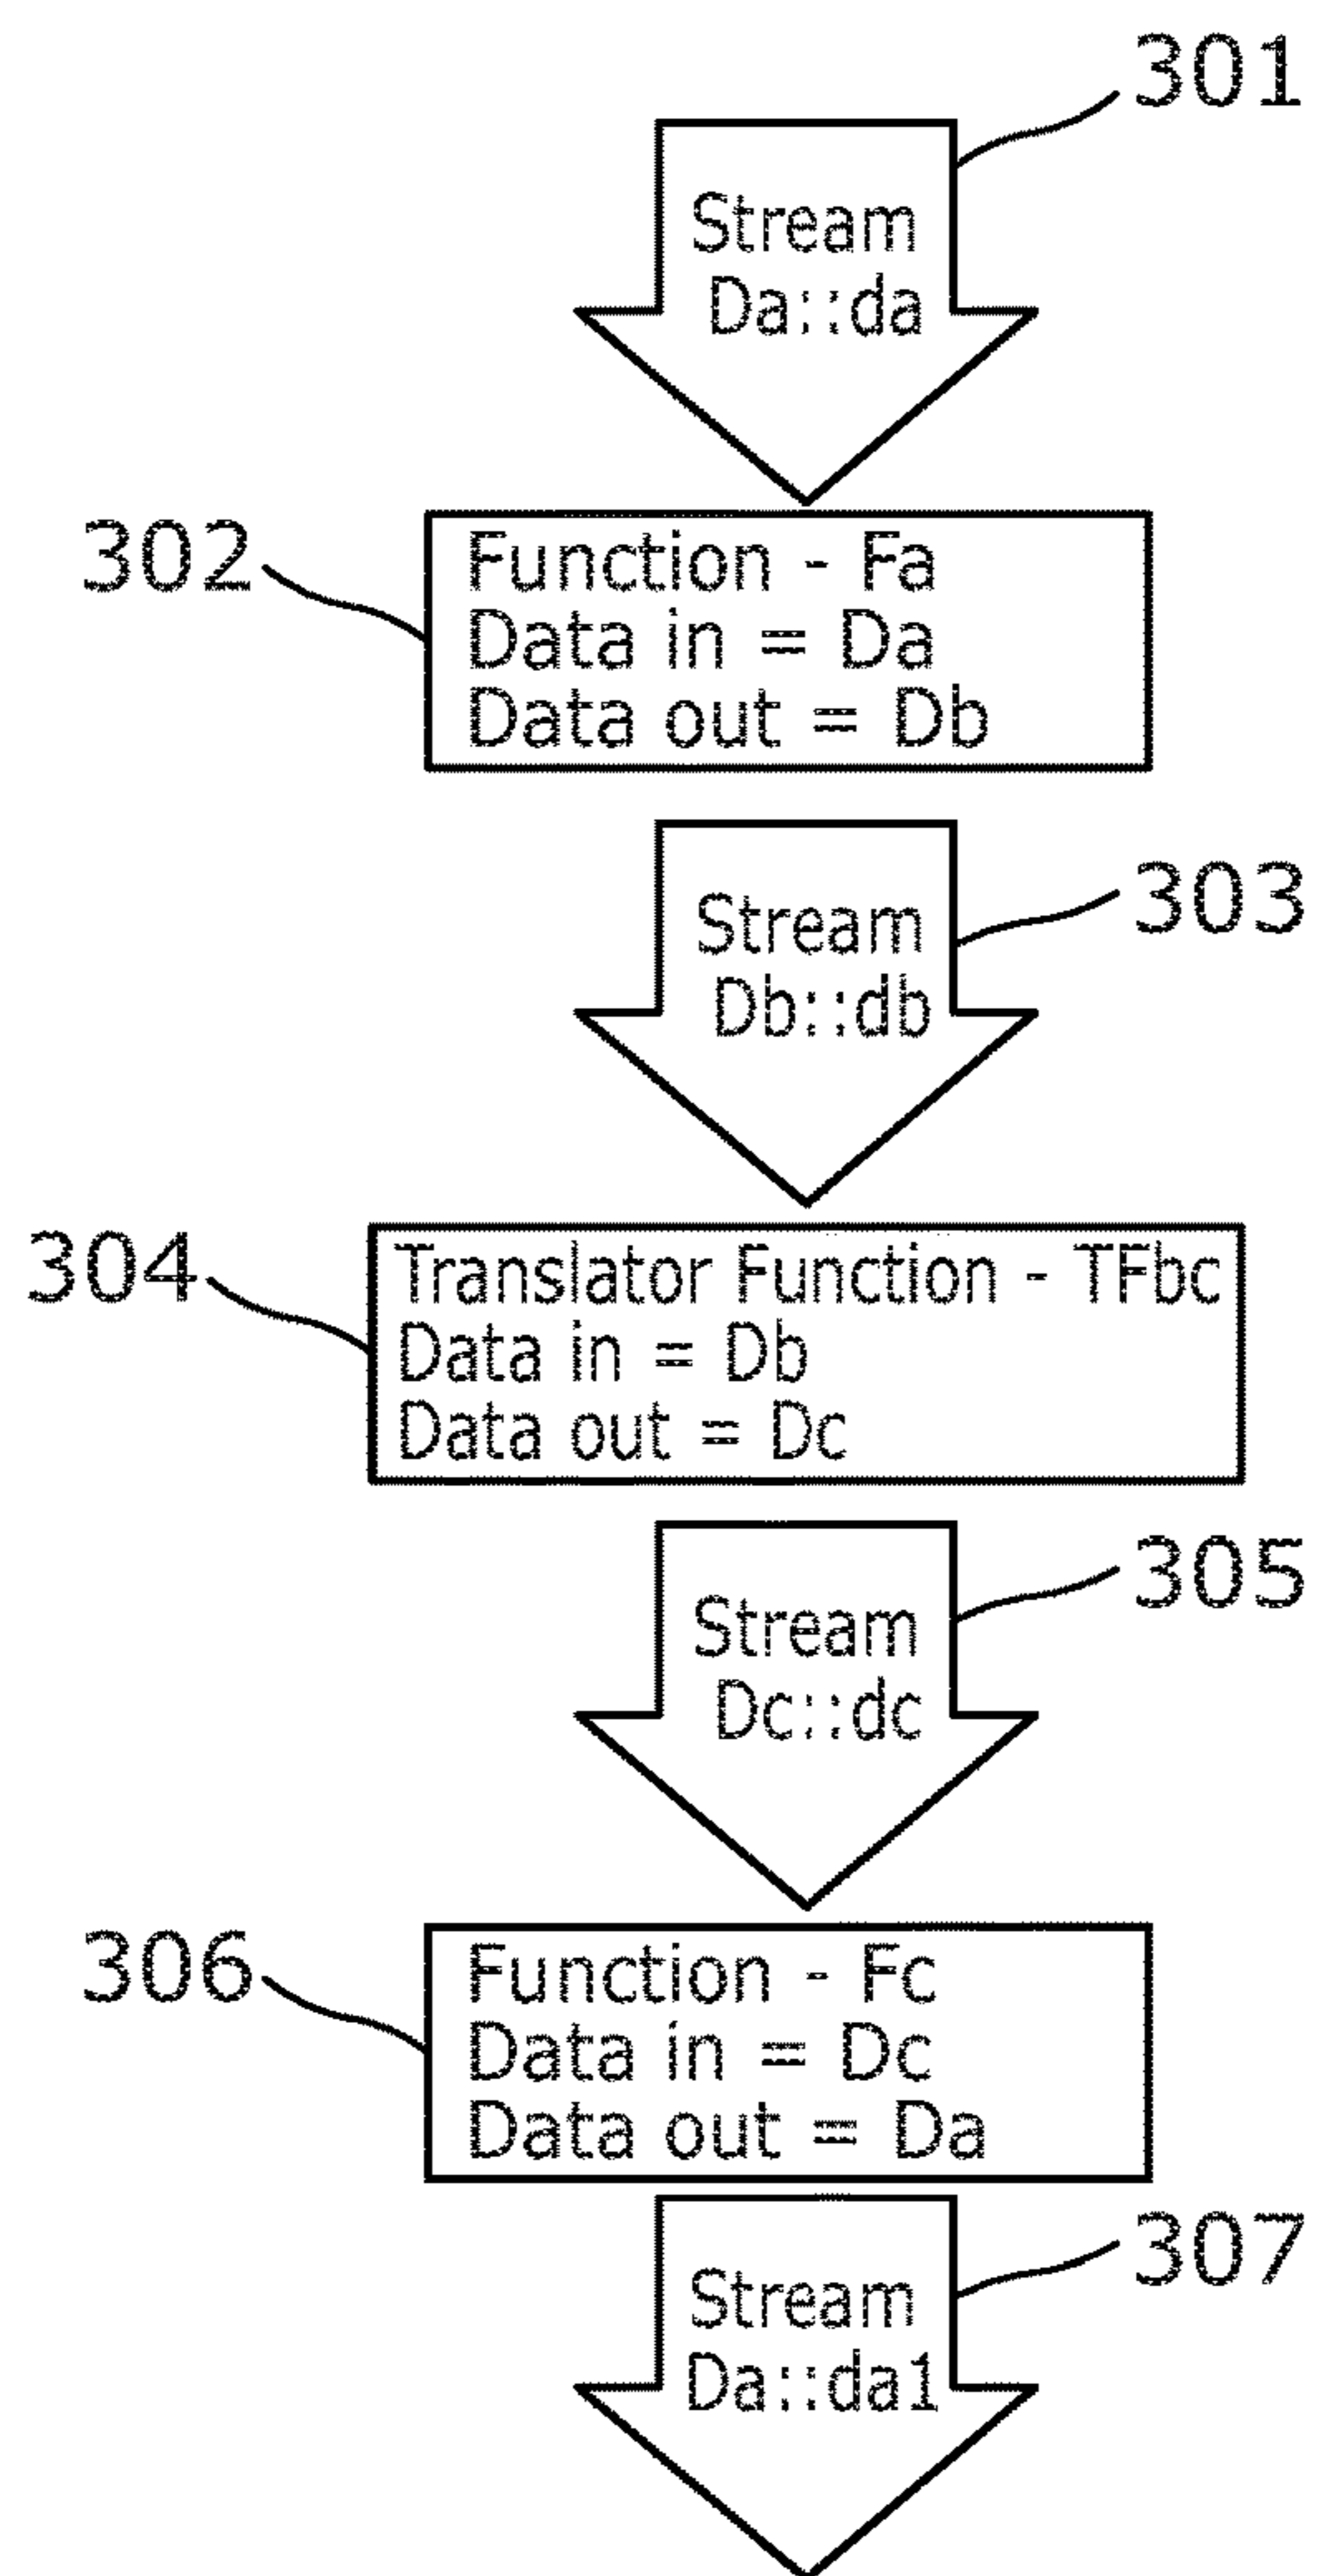 301
Stream
Da::da
302
Function - Fa
Data in = Da
Data out = Db
303
Stream
Db::db
304
Translator Function - TFbc
Data in = Db
Data out = Dc
305
Stream
Dc::dc
306
Function - Fc
Data in = Dc
Data out = Da
307
Stream
Da::da1